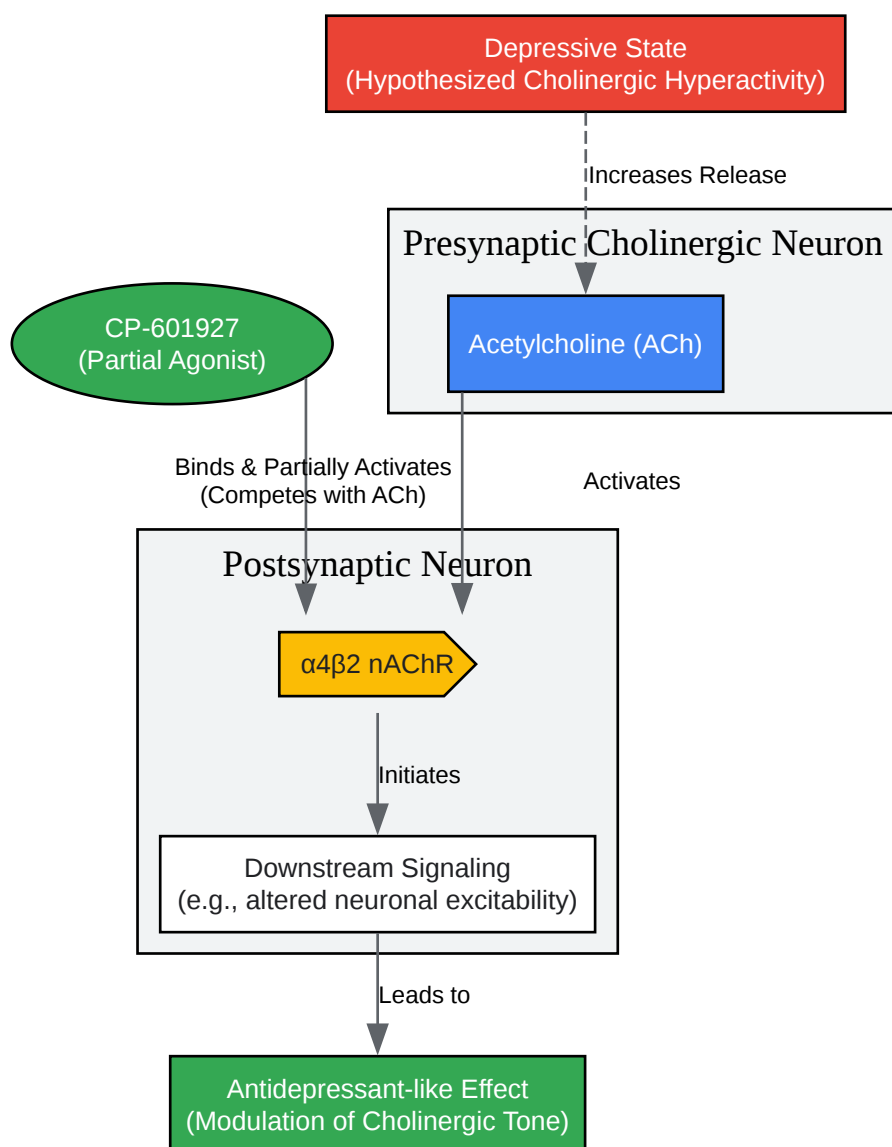 Depressive State
(Hypothesized Cholinergic Hyperactivity)
Increases Release
Presynaptic Cholinergic Neuron
CP-601927
(Partial Agonist)
Acetylcholine (ACh)
Binds & Partially Activates
(Competes with ACh)
Activates
Postsynaptic Neuron
α4β2 nAChR
Initiates
Downstream Signaling
(e.g., altered neuronal excitability)
Leads to
Antidepressant-like Effect
(Modulation of Cholinergic Tone)